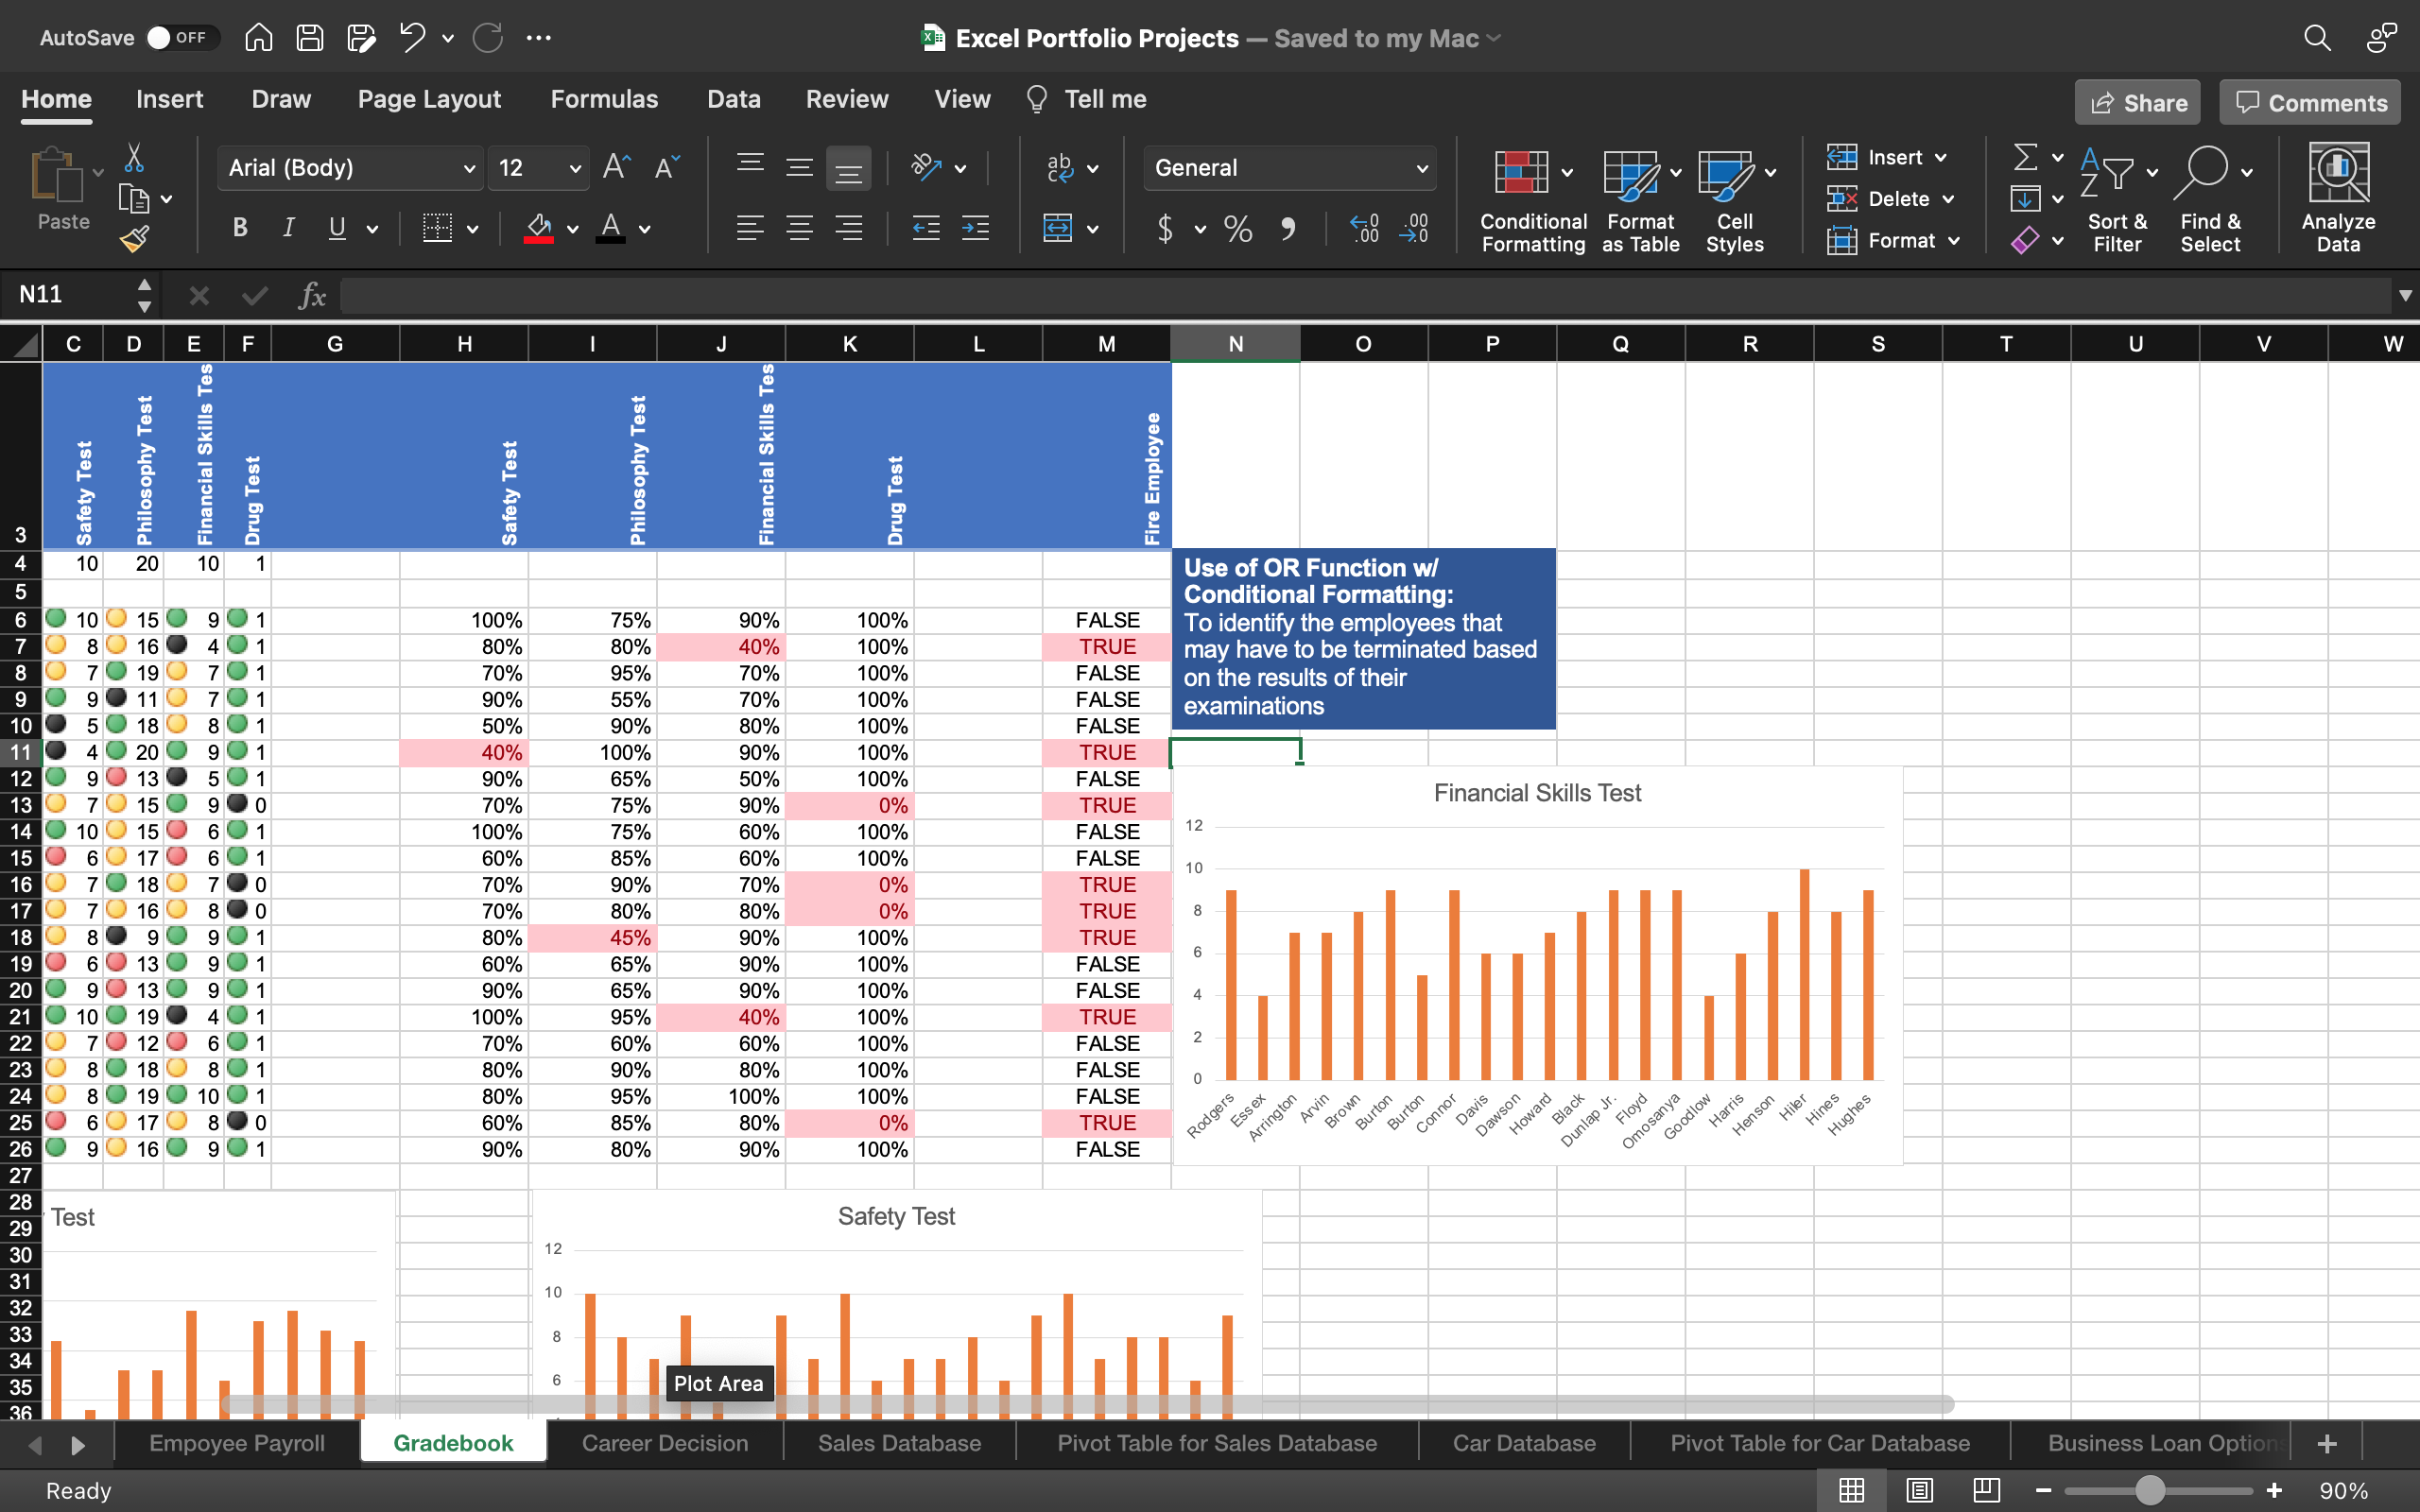 AutoSave OFF Excel Portfolio Projects — Saved to my Mac
Home Insert Draw Page Layout Formulas Data Review View Tell me Share Comments
Paste Arial (Body) 12 A A ab c General Conditional Formatting Format as Table Cell Styles Insert Delete Format Sort & Filter Find & Select Analyze Data
B I U A $ % 9 0 .00 .00 0
N11 fx
C D E F G H I J K L M N O P Q R S T U V W
3 Safety Test Philosophy Test Financial Skills Tes Drug Test Safety Test Philosophy Test Financial Skills Tes Drug Test Fire Employee
4 10 20 10 1
5
6 10 15 9 1 100% 75% 90% 100% FALSE
7 8 16 4 1 80% 80% 40% 100% TRUE
8 7 19 7 1 70% 95% 70% 100% FALSE
9 9 11 7 1 90% 55% 70% 100% FALSE
10 5 18 8 1 50% 90% 80% 100% FALSE
11 4 20 9 1 40% 100% 90% 100% TRUE
12 9 13 5 1 90% 65% 50% 100% FALSE
13 7 15 9 0 70% 75% 90% 0% TRUE
14 10 15 6 1 100% 75% 60% 100% FALSE
15 6 17 6 1 60% 85% 60% 100% FALSE
16 7 18 7 0 70% 90% 70% 0% TRUE
17 7 16 8 0 70% 80% 80% 0% TRUE
18 8 9 9 1 80% 45% 90% 100% TRUE
19 6 13 9 1 60% 65% 90% 100% FALSE
20 9 13 9 1 90% 65% 90% 100% FALSE
21 10 19 4 1 100% 95% 40% 100% TRUE
22 7 12 6 1 70% 60% 60% 100% FALSE
23 8 18 8 1 80% 90% 80% 100% FALSE
24 8 19 10 1 80% 95% 100% 100% FALSE
25 6 17 8 0 60% 85% 80% 0% TRUE
26 9 16 9 1 90% 80% 90% 100% FALSE
27
28
29
30
31
32
33
34
35
36
Use of OR Function w/
Conditional Formatting:
To identify the employees that
may have to be terminated based
on the results of their
examinations
Financial Skills Test
12
10
8
6
4
2
0
Rodgers Essex Arrington Arvin Brown Burton Burton Connor Davis Dawson Howard Black Dunlap Jr. Floyd Omosanya Goodlow Harris Henson Hiler Hines Hughes
Test
Safety Test
12
10
8
6
Plot Area
Empoyee Payroll Gradebook Career Decision Sales Database Pivot Table for Sales Database Car Database Pivot Table for Car Database Business Loan Option
Ready 90%